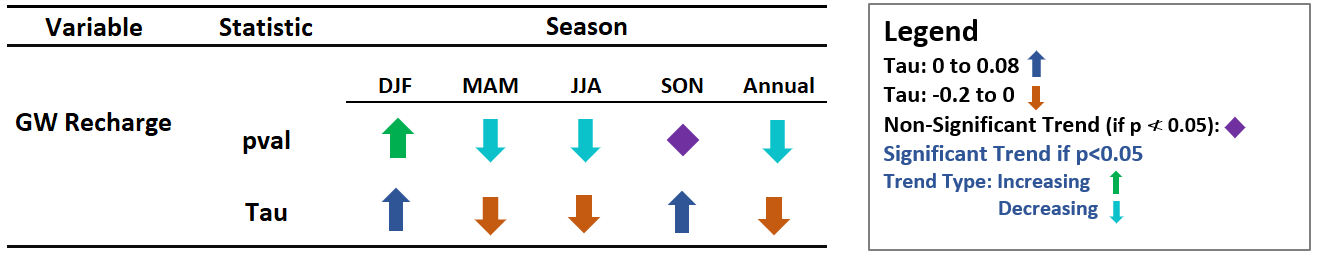 Variable Statistic Season
DJF MAM JJA SON Annual
GW Recharge
pval
Tau
Legend
Tau: 0 to 0.08
Tau: -0.2 to 0
Non-Significant Trend (if p ≮ 0.05):
Significant Trend if p<0.05
Trend Type: Increasing
Decreasing